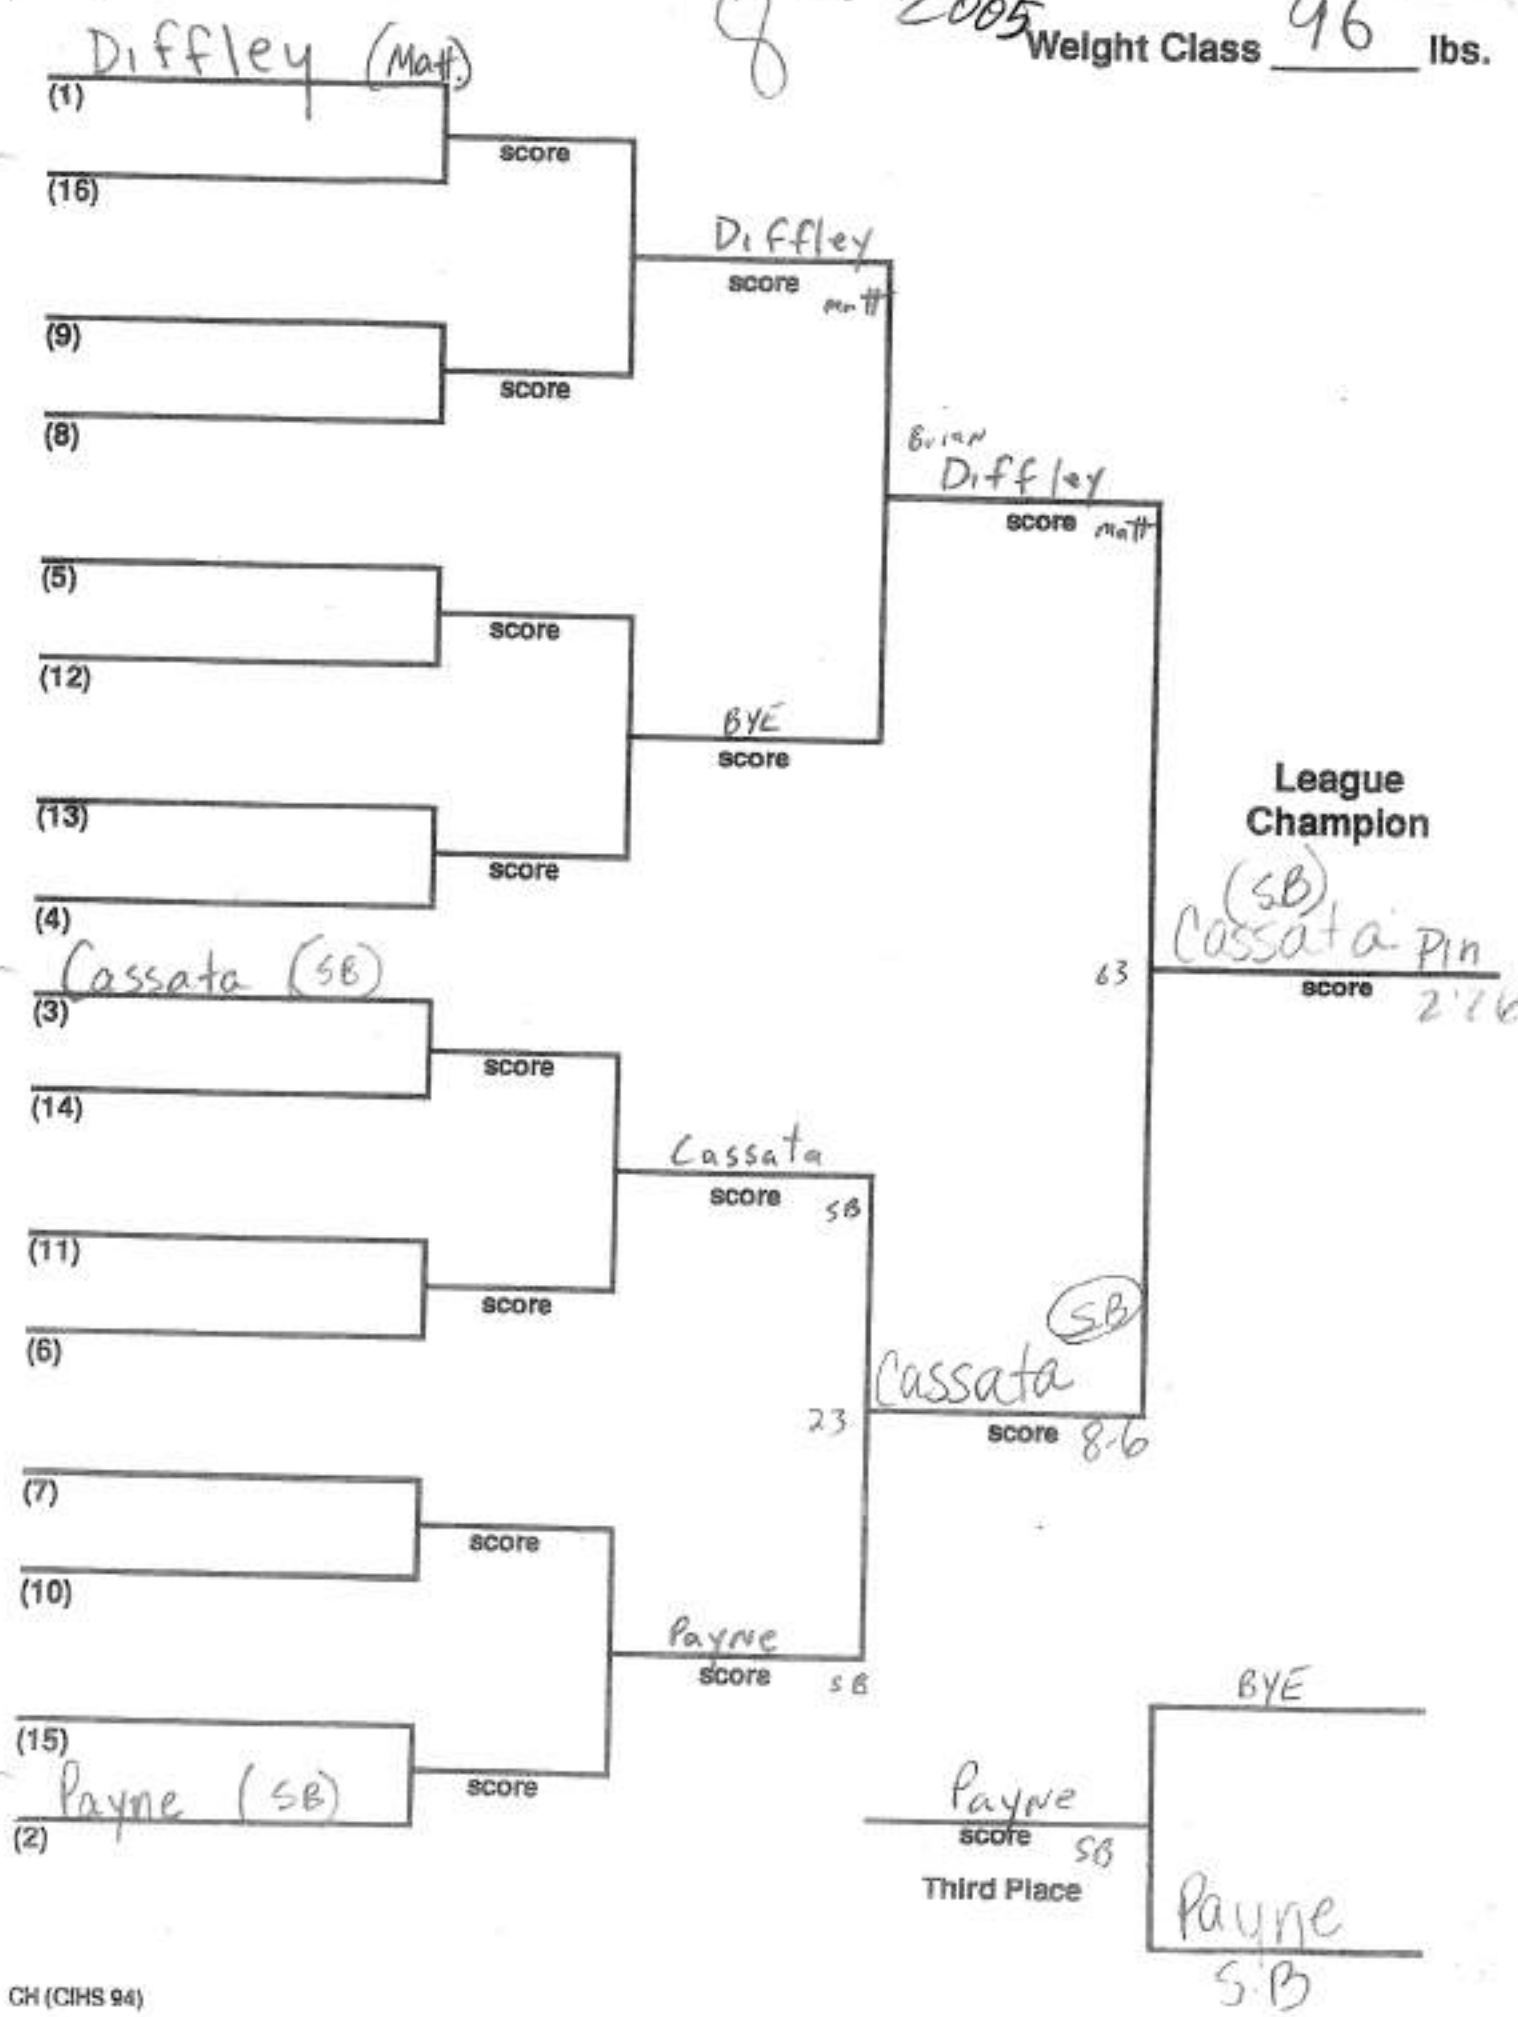 8 2005
Weight Class 96 lbs.
Diffley (Matt.)
(1)
score
(16)
Diffley
score Matt
(9)
score
(8)
Brian
Diffley
score Matt
(5)
score
(12)
BYE
score
(13)
score
(4)
League
Champion
(SB)
Cassata Pin
63
score
Cassata (SB)
(3)
score
(14)
Cassata
score SB
(11)
score
(6)
SB
Cassata
23
score 8-6
(7)
score
(10)
Payne
score SB
(15)
score
Payne (SB)
(2)
BYE
Payne
score SB
Third Place
Payne
S.B
CH (CIHS 94)